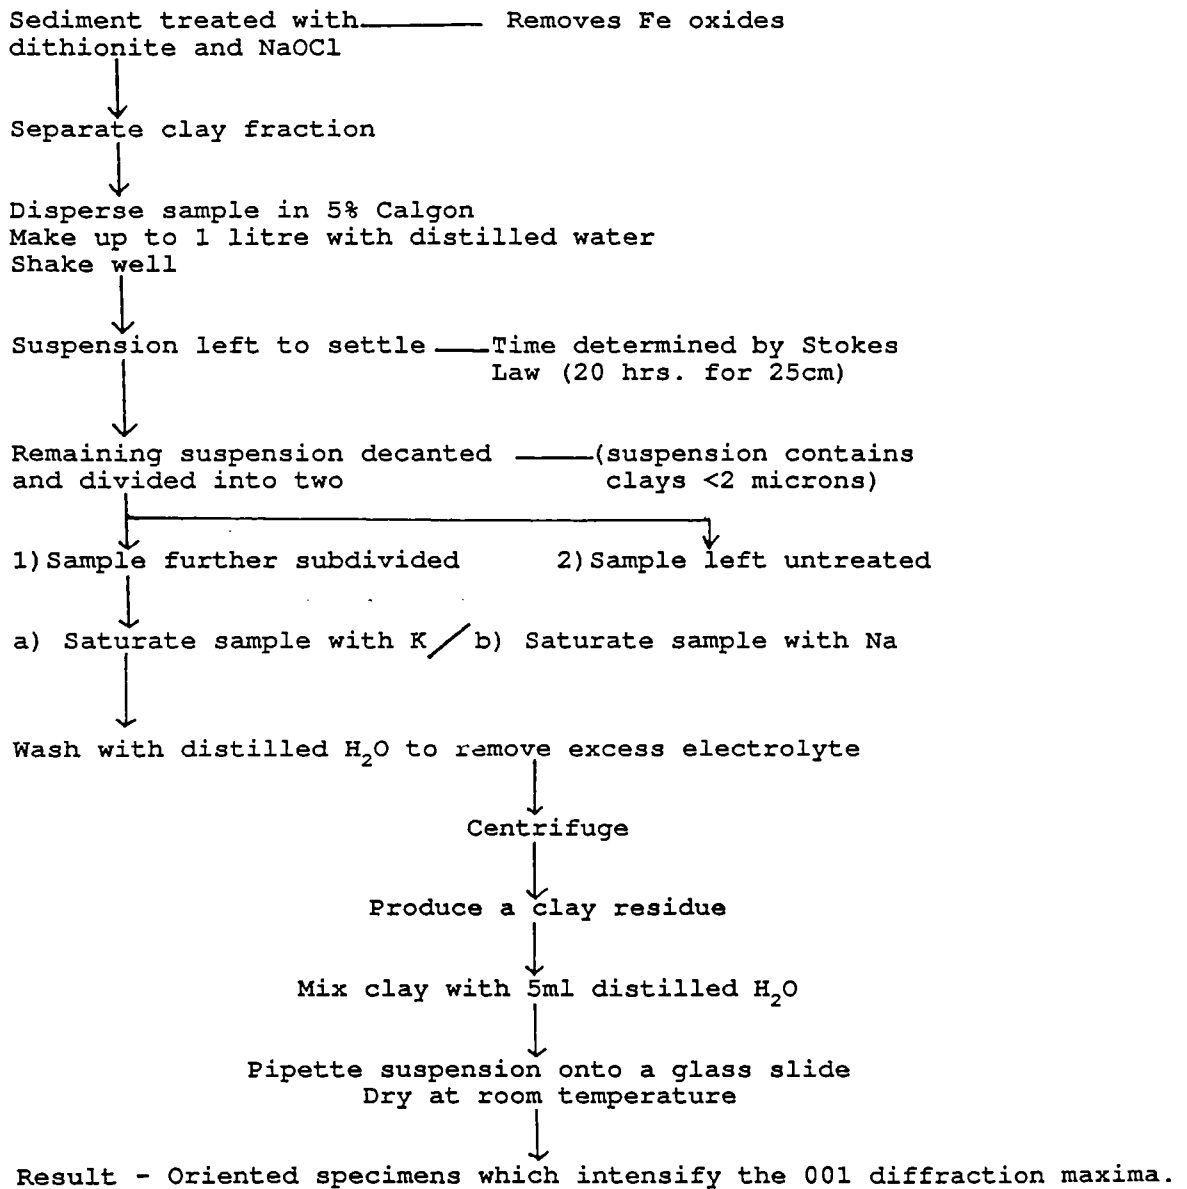 Sediment treated with Removes Fe oxides
dithionite and NaOCl
Separate clay fraction
Disperse sample in 5% Calgon
Make up to 1 litre with distilled water
Shake well
Suspension left to settle Time determined by Stokes
Law (20 hrs. for 25cm)
Remaining suspension decanted (suspension contains
and divided into two clays <2 microns)
1) Sample further subdivided 2) Sample left untreated
a) Saturate sample with K / b) Saturate sample with Na
Wash with distilled H₂O to remove excess electrolyte
Centrifuge
Produce a clay residue
Mix clay with 5ml distilled H₂O
Pipette suspension onto a glass slide
Dry at room temperature
Result - Oriented specimens which intensify the 001 diffraction maxima.